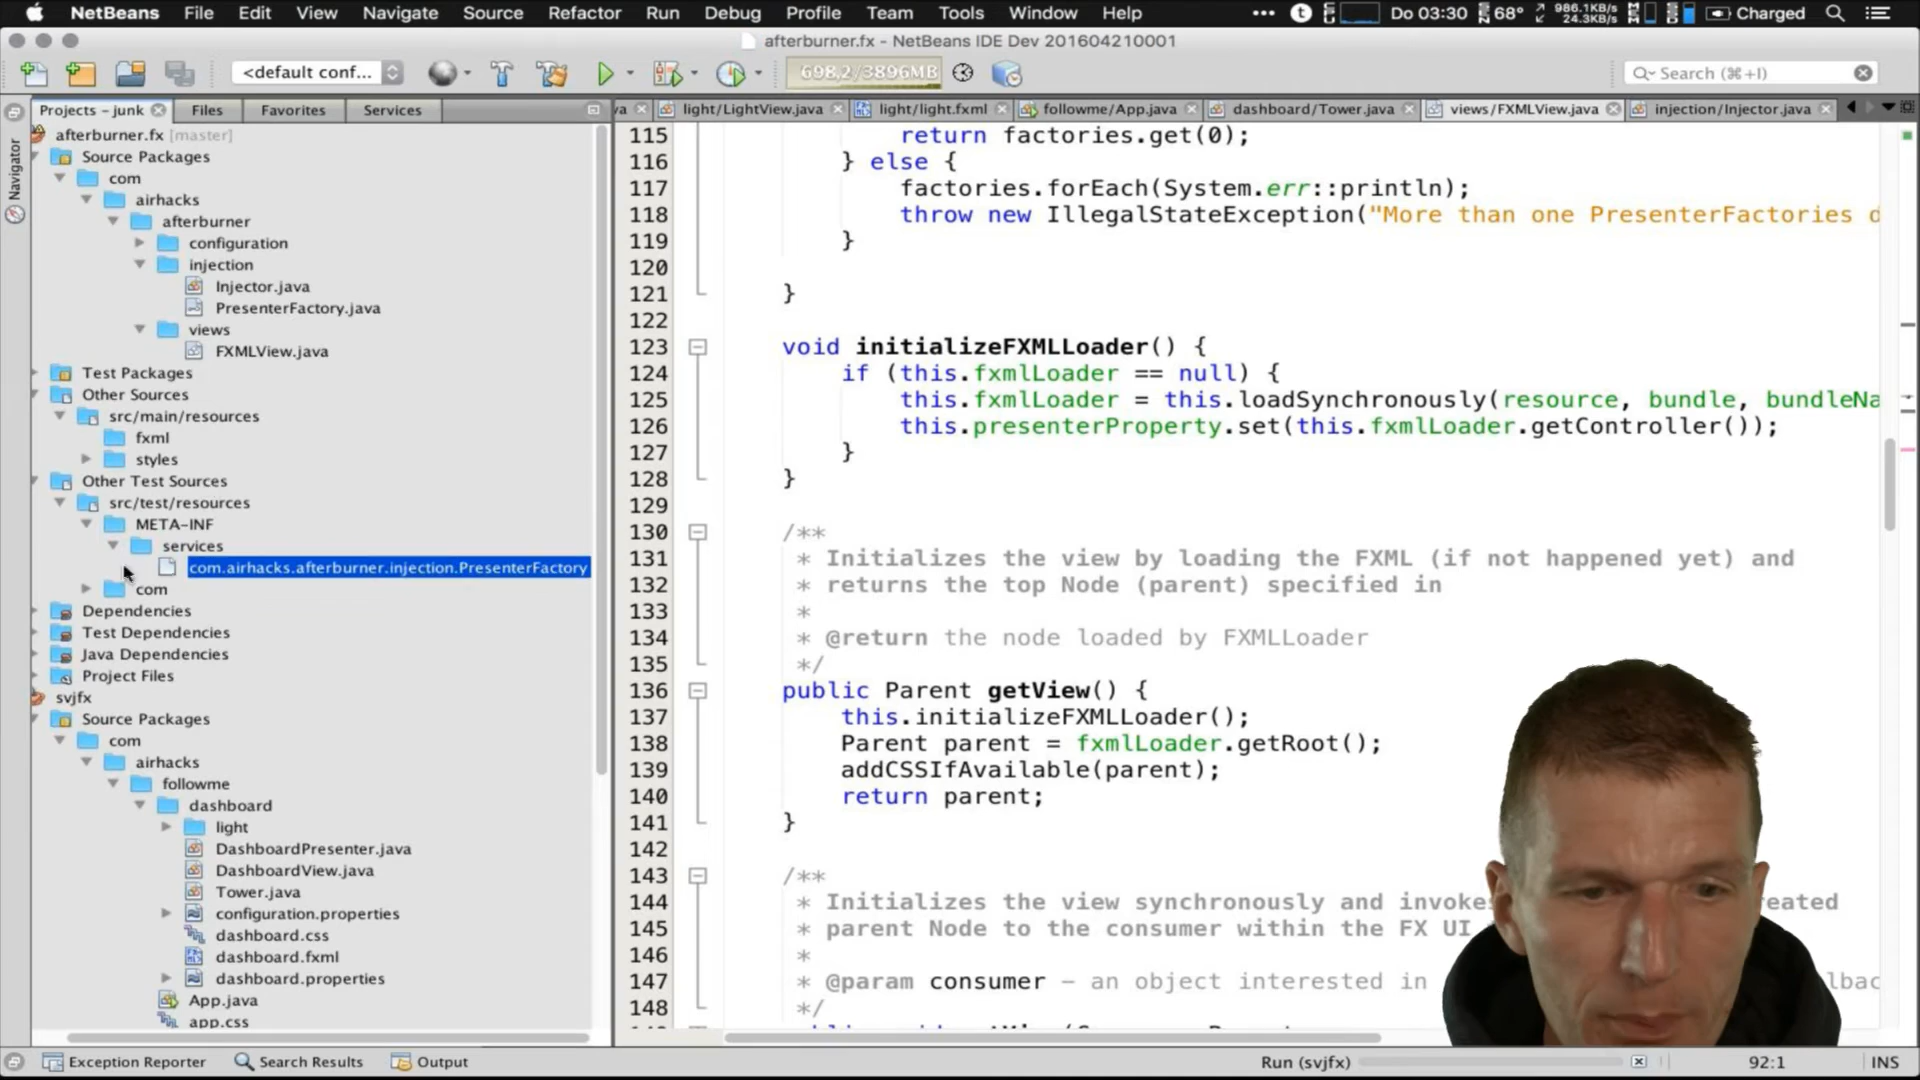 NetBeans File Edit View Navigate Source Refactor Run Debug Profile Team Tools Window Help ••• Do 03:30 68° 986.1KB/s 24.3KB/s Charged
afterburner.fx - NetBeans IDE Dev 201604210001
<default conf... 698,2/3896MB Search (⌘+I)
Projects – junk Files Favorites Services
va light/LightView.java light/light.fxml followme/App.java dashboard/Tower.java views/FXMLView.java injection/Injector.java
Navigator
afterburner.fx [master]
Source Packages
com
airhacks
afterburner
configuration
injection
Injector.java
PresenterFactory.java
views
FXMLView.java
Test Packages
Other Sources
src/main/resources
fxml
styles
Other Test Sources
src/test/resources
META-INF
services
com.airhacks.afterburner.injection.PresenterFactory
com
Dependencies
Test Dependencies
Java Dependencies
Project Files
svjfx
Source Packages
com
airhacks
followme
dashboard
light
DashboardPresenter.java
DashboardView.java
Tower.java
configuration.properties
dashboard.css
dashboard.fxml
dashboard.properties
App.java
app.css
115 return factories.get(0);
116 } else {
117 factories.forEach(System.err::println);
118 throw new IllegalStateException("More than one PresenterFactories d
119 }
120
121 }
122
123 void initializeFXMLLoader() {
124 if (this.fxmlLoader == null) {
125 this.fxmlLoader = this.loadSynchronously(resource, bundle, bundleNa
126 this.presenterProperty.set(this.fxmlLoader.getController());
127 }
128 }
129
130 /**
131 * Initializes the view by loading the FXML (if not happened yet) and
132 * returns the top Node (parent) specified in
133 *
134 * @return the node loaded by FXMLLoader
135 */
136 public Parent getView() {
137 this.initializeFXMLLoader();
138 Parent parent = fxmlLoader.getRoot();
139 addCSSIfAvailable(parent);
140 return parent;
141 }
142
143 /**
144 * Initializes the view synchronously and invokes reated
145 * parent Node to the consumer within the FX UI
146 *
147 * @param consumer – an object interested in lbac
148 */
Exception Reporter Search Results Output Run (svjfx) 92:1 INS